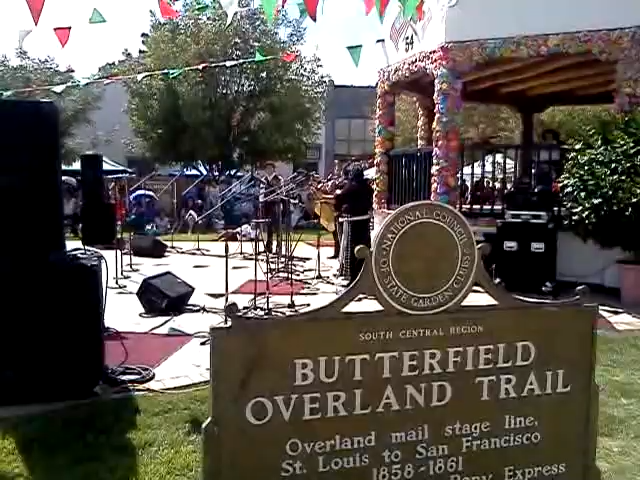 NATIONAL COUNCIL
OF STATE GARDEN CLUBS
SOUTH CENTRAL REGION
BUTTERFIELD
OVERLAND TRAIL
Overland mail stage line,
St. Louis to San Francisco
1858-1861
Pony Express